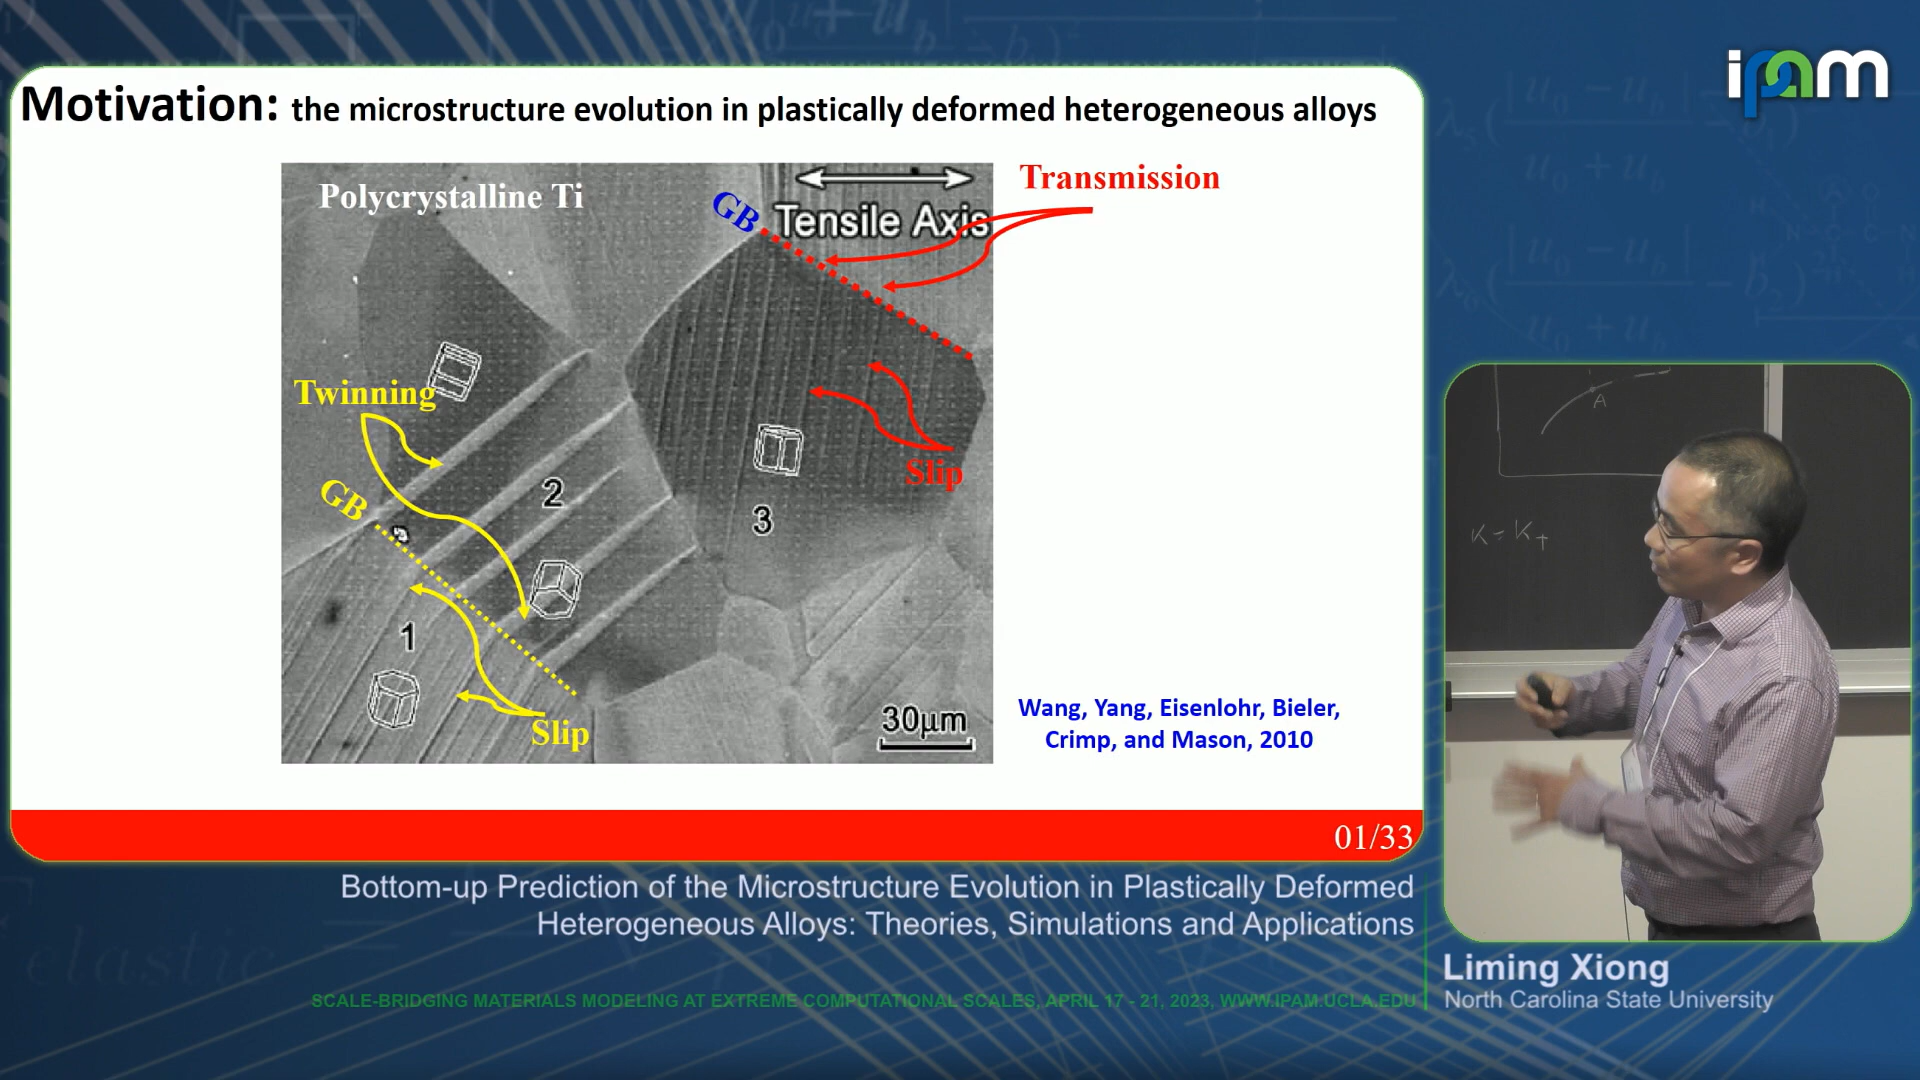 ipam
Motivation: the microstructure evolution in plastically deformed heterogeneous alloys
Polycrystalline Ti
GB
Tensile Axis
Transmission
Twinning
GB
2
Slip
3
1
Slip
30μm
Wang, Yang, Eisenlohr, Bieler,
Crimp, and Mason, 2010
01/33
A
K = K_T
Bottom-up Prediction of the Microstructure Evolution in Plastically Deformed
Heterogeneous Alloys: Theories, Simulations and Applications
Liming Xiong
North Carolina State University
SCALE-BRIDGING MATERIALS MODELING AT EXTREME COMPUTATIONAL SCALES, APRIL 17 - 21, 2023, WWW.IPAM.UCLA.EDU
elastic